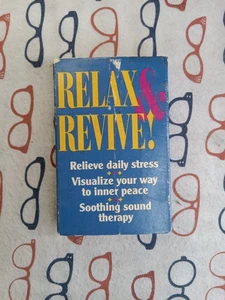 RELAX &
REVIVE!
Relieve daily stress
Visualize your way
to inner peace
Soothing sound
therapy